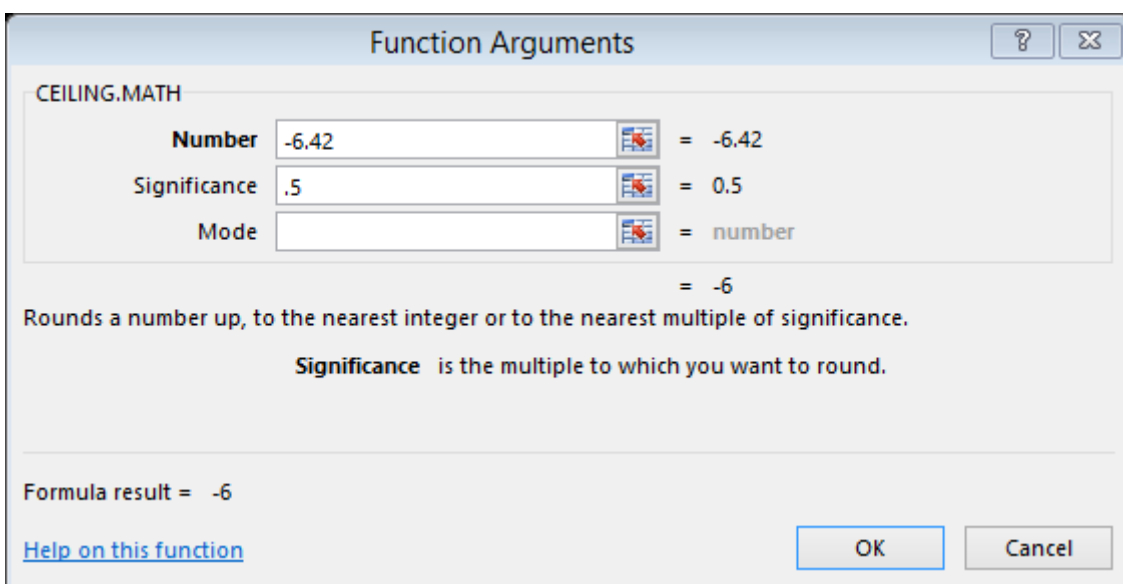 Function Arguments
CEILING.MATH
Number -6.42 = -6.42
Significance .5 = 0.5
Mode = number
= -6
Rounds a number up, to the nearest integer or to the nearest multiple of significance.
Significance is the multiple to which you want to round.
Formula result = -6
Help on this function OK Cancel